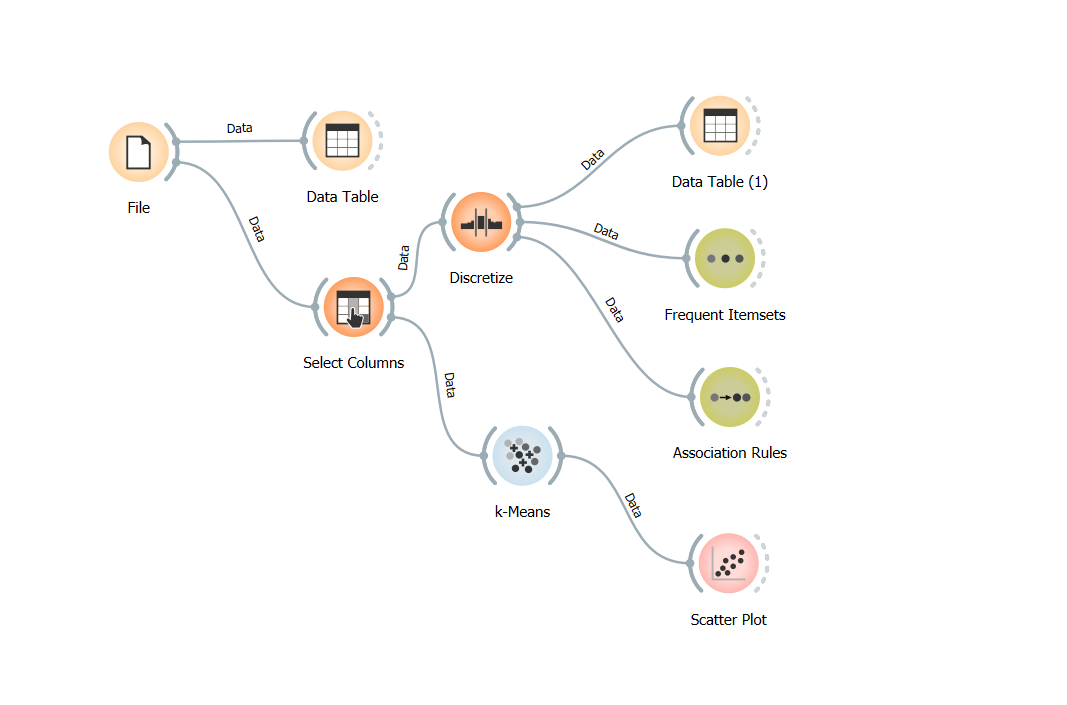 Data
File
Data Table
Data
Data
Select Columns
Discretize
Data
Data Table (1)
Data
Frequent Itemsets
Data
Association Rules
Data
k-Means
Data
Scatter Plot